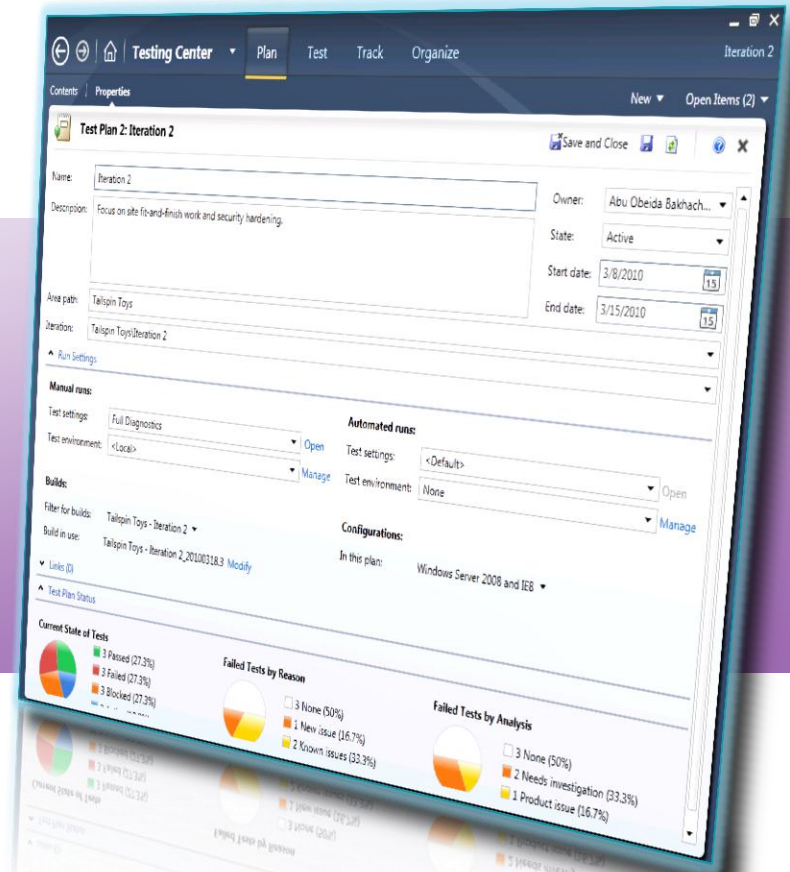 Testing Center Plan Test Track Organize Iteration 2
Contents Properties New Open Items (2)
Test Plan 2: Iteration 2 Save and Close
Name: Iteration 2 Owner: Abu Obeida Bakhach...
Description: Focus on site fit-and-finish work and security hardening. State: Active
Start date: 3/8/2010 15
End date: 3/15/2010 15
Area path: Tailspin Toys
Iteration: Tailspin Toys\Iteration 2
Run Settings
Manual runs: Automated runs:
Test settings: Full Diagnostics Open Test settings: <Default> Open
Test environment: <Local> Manage Test environment: None Manage
Builds: Configurations:
Filter for builds: Tailspin Toys - Iteration 2 In this plan: Windows Server 2008 and IE8
Build in use: Tailspin Toys - Iteration 2_20100318.3 Modify
Links (0)
Test Plan Status
Current State of Tests Failed Tests by Reason Failed Tests by Analysis
3 Passed (27.3%) 3 None (50%) 3 None (50%)
3 Failed (27.3%) 1 New issue (16.7%) 2 Needs investigation (33.3%)
3 Blocked (27.3%) 2 Known issues (33.3%) 1 Product issue (16.7%)